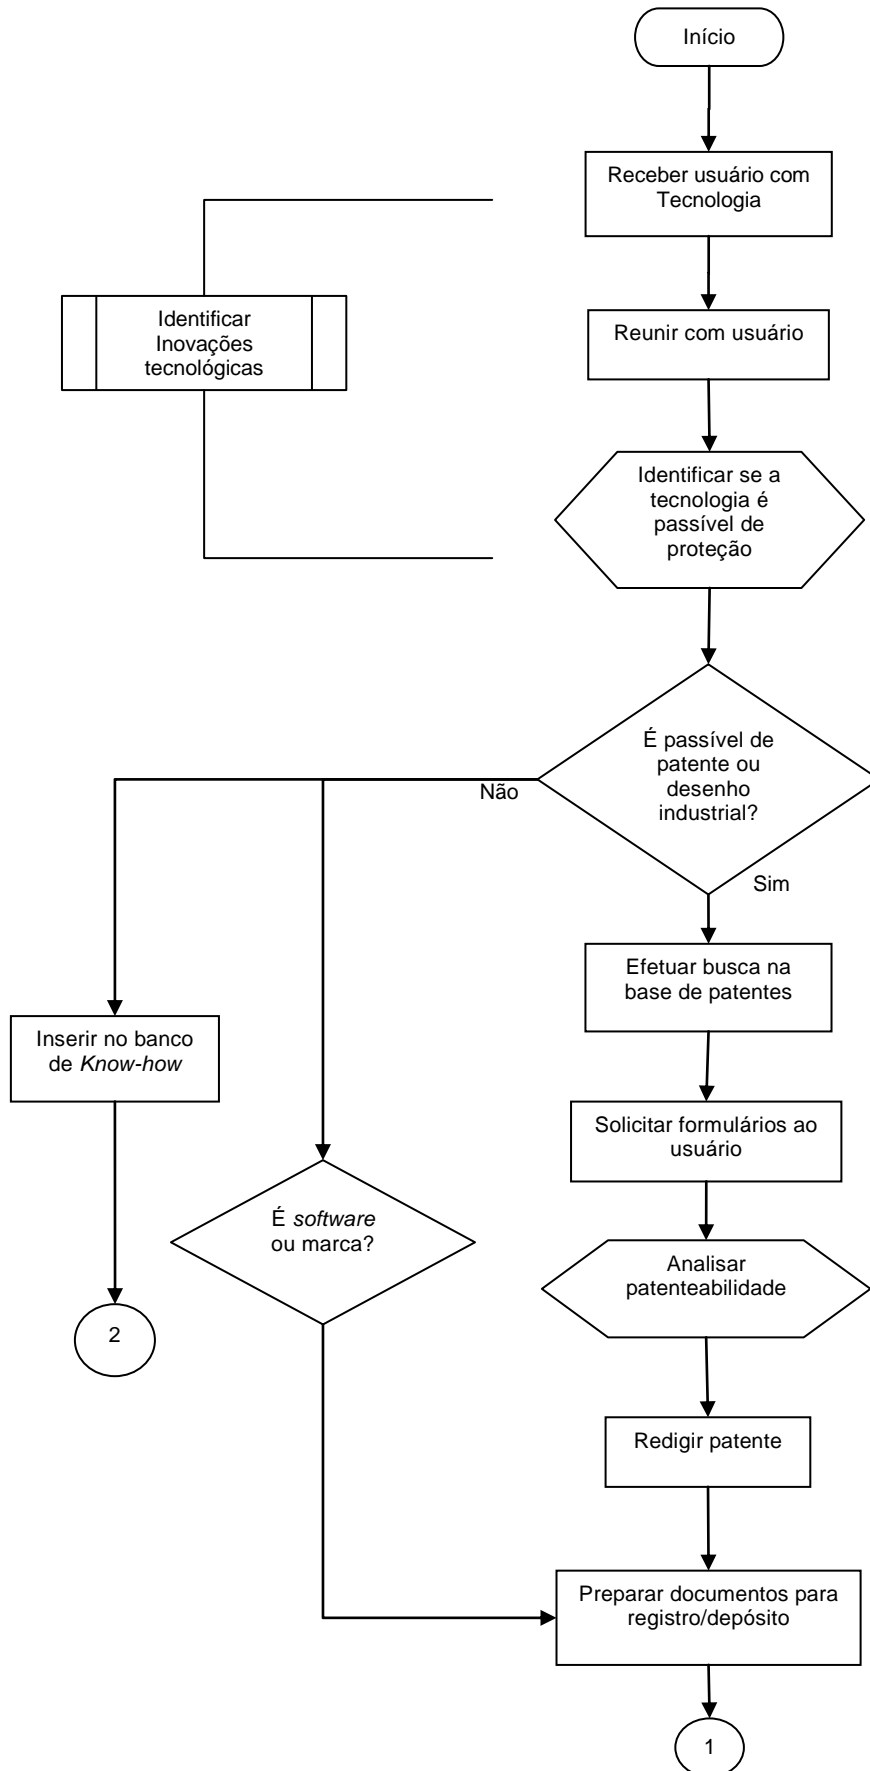 Início
Receber usuário com
Tecnologia
Identificar
Inovações
tecnológicas
Reunir com usuário
Identificar se a
tecnologia é
passível de
proteção
É passível de
patente ou
desenho
industrial?
Não
Sim
Efetuar busca na
base de patentes
Inserir no banco
de Know-how
Solicitar formulários ao
usuário
É software
ou marca?
Analisar
patenteabilidade
2
Redigir patente
Preparar documentos para
registro/depósito
1